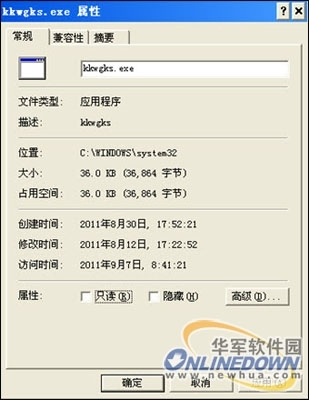 kkwgks.exe 属性
常规 兼容性 摘要
kkwgks.exe
文件类型: 应用程序
描述: kkwgks
位置: C:\WINDOWS\system32
大小: 36.0 KB (36,864 字节)
占用空间: 36.0 KB (36,864 字节)
创建时间: 2011年8月30日, 17:52:21
修改时间: 2011年8月12日, 17:22:52
访问时间: 2011年9月7日, 8:41:21
属性: 只读(R) 隐藏(H) 高级(D)...
华军软件园
ONLINEDOWN
www.newhua.com
确定 取消